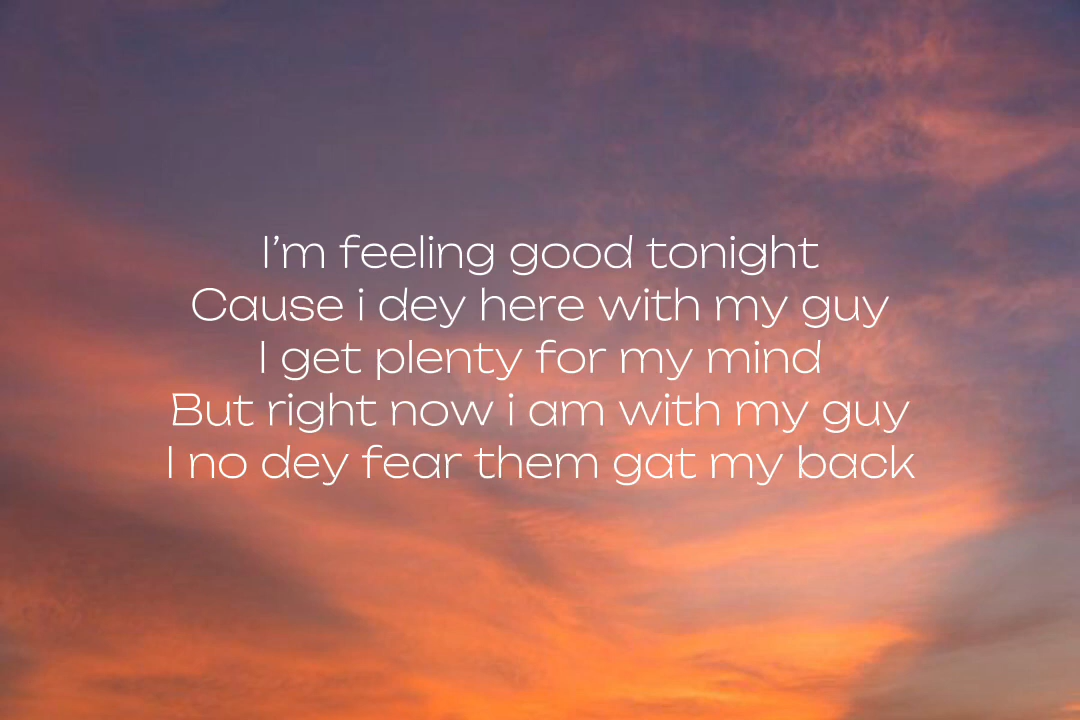 I'm feeling good tonight
Cause i dey here with my guy
I get plenty for my mind
But right now i am with my guy
I no dey fear them gat my back